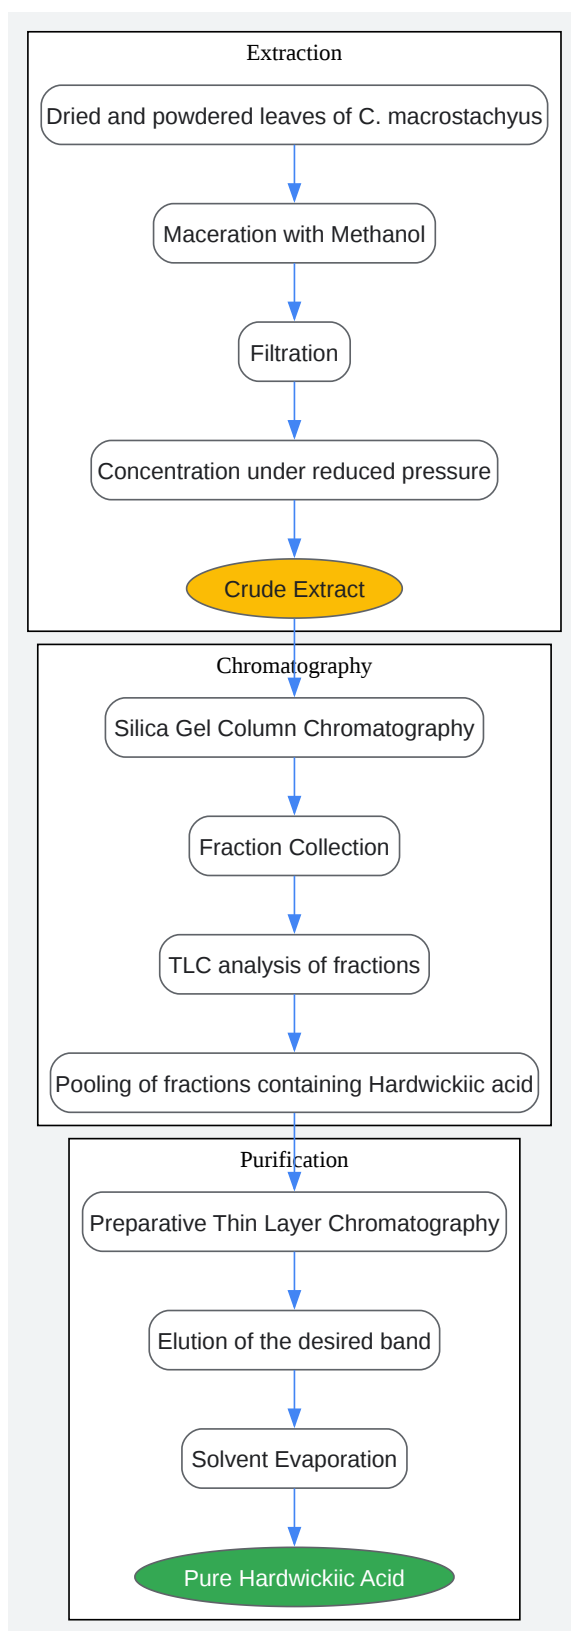 Extraction
Dried and powdered leaves of C. macrostachyus
Maceration with Methanol
Filtration
Concentration under reduced pressure
Crude Extract
Chromatography
Silica Gel Column Chromatography
Fraction Collection
TLC analysis of fractions
Pooling of fractions containing Hardwickiic acid
Purification
Preparative Thin Layer Chromatography
Elution of the desired band
Solvent Evaporation
Pure Hardwickiic Acid